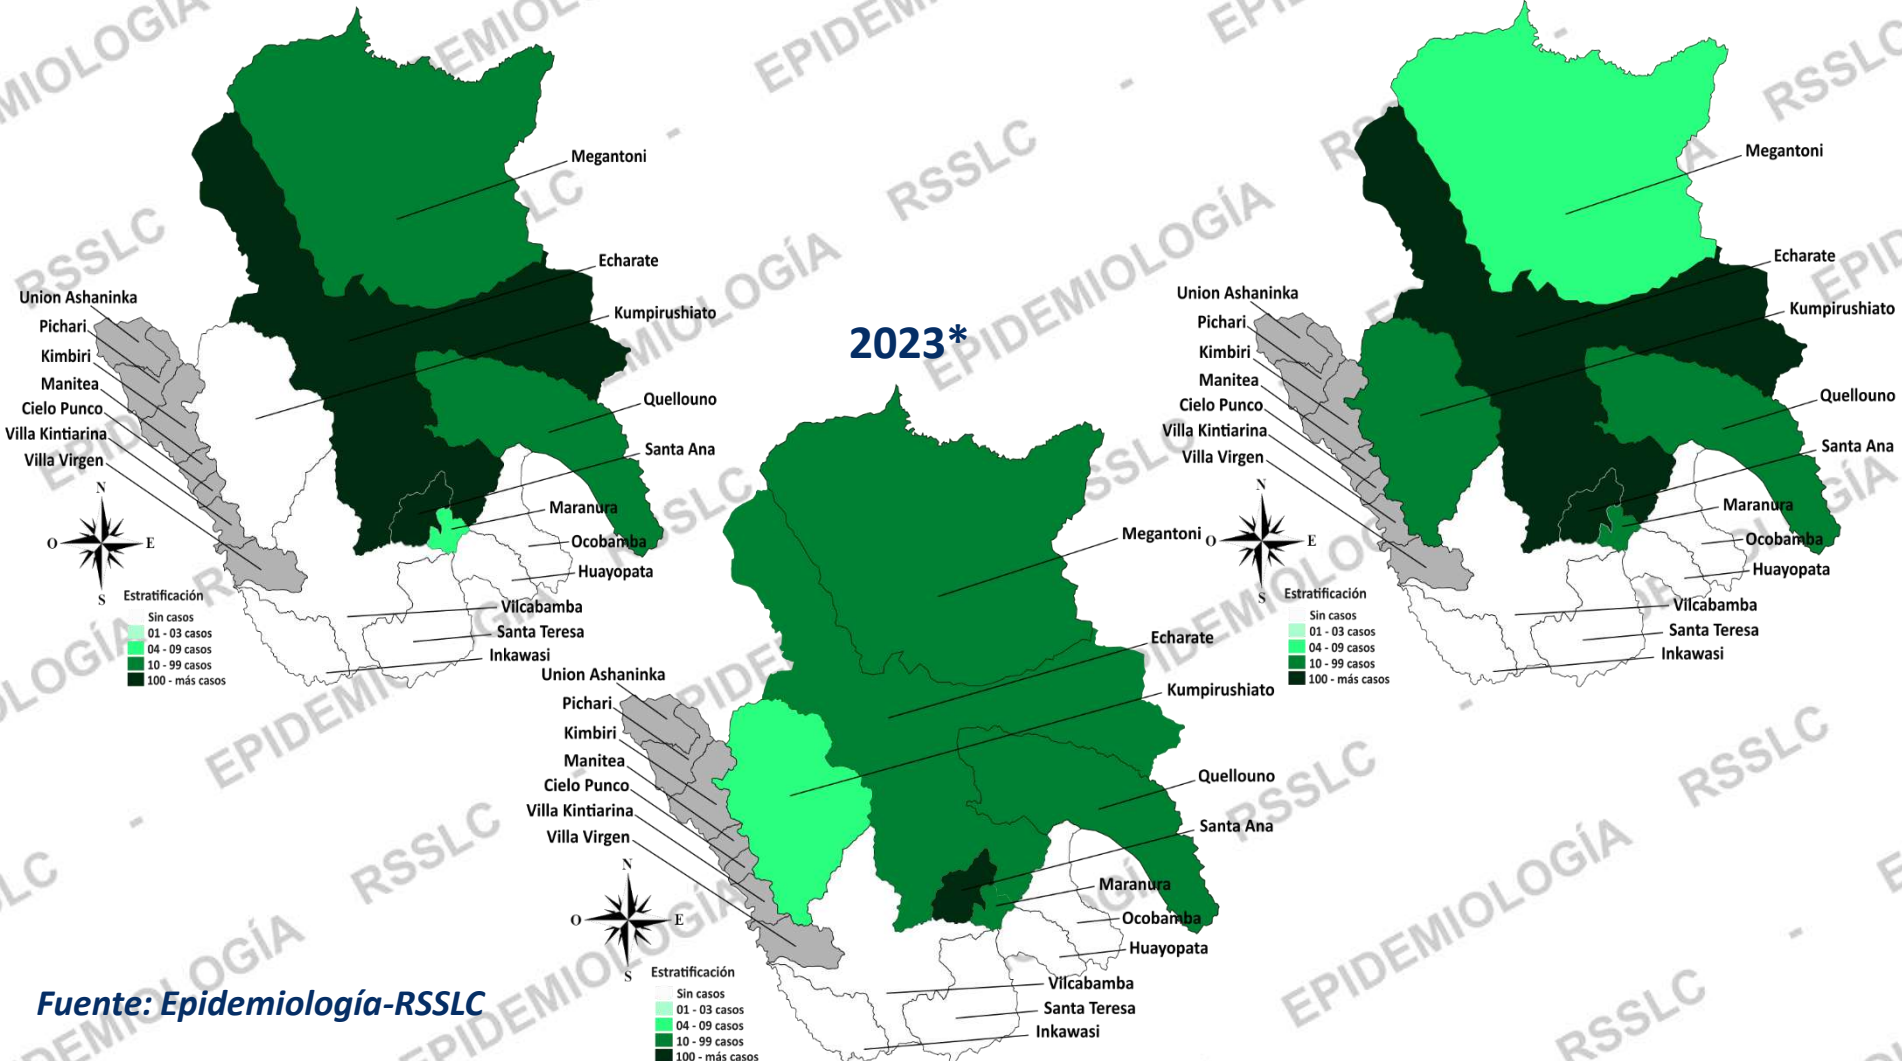 Megantoni
Echarate
Kumpirushiato
Quellouno
Santa Ana
Maranura
Ocobamba
Huayopata
Vilcabamba
Santa Teresa
Inkawasi
Union Ashaninka
Pichari
Kimbiri
Manitea
Cielo Punco
Villa Kintiarina
Villa Virgen
N
O E
S
Estratificación
Sin casos
01 - 03 casos
04 - 09 casos
10 - 99 casos
100 - más casos
2023*
Megantoni
Echarate
Kumpirushiato
Quellouno
Santa Ana
Maranura
Ocobamba
Huayopata
Vilcabamba
Santa Teresa
Inkawasi
Union Ashaninka
Pichari
Kimbiri
Manitea
Cielo Punco
Villa Kintiarina
Villa Virgen
N
O E
S
Estratificación
Sin casos
01 - 03 casos
04 - 09 casos
10 - 99 casos
100 - más casos
Megantoni
Echarate
Kumpirushiato
Quellouno
Santa Ana
Maranura
Ocobamba
Huayopata
Vilcabamba
Santa Teresa
Inkawasi
Union Ashaninka
Pichari
Kimbiri
Manitea
Cielo Punco
Villa Kintiarina
Villa Virgen
N
O E
S
Estratificación
Sin casos
01 - 03 casos
04 - 09 casos
10 - 99 casos
100 - más casos
Fuente: Epidemiología-RSSLC
EPIDEMIOLOGÍA - RSSLC